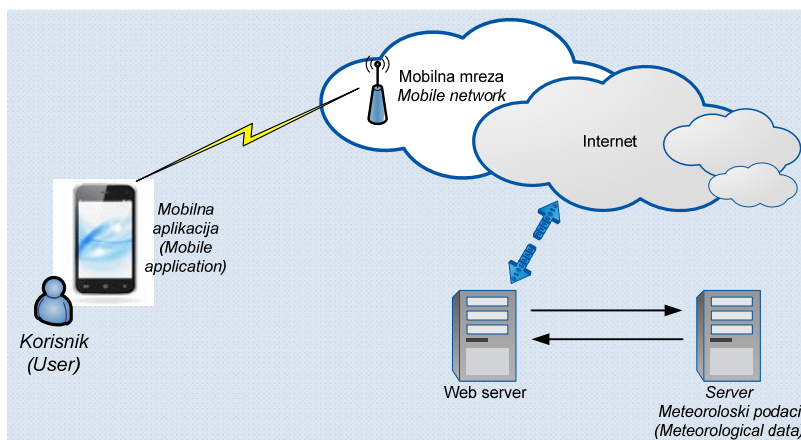 Mobilna mreza
Mobile network
Internet
Mobilna
aplikacija
(Mobile
application)
Korisnik
(User)
Web server
Server
Meteoroloski podaci
(Meteorological data)